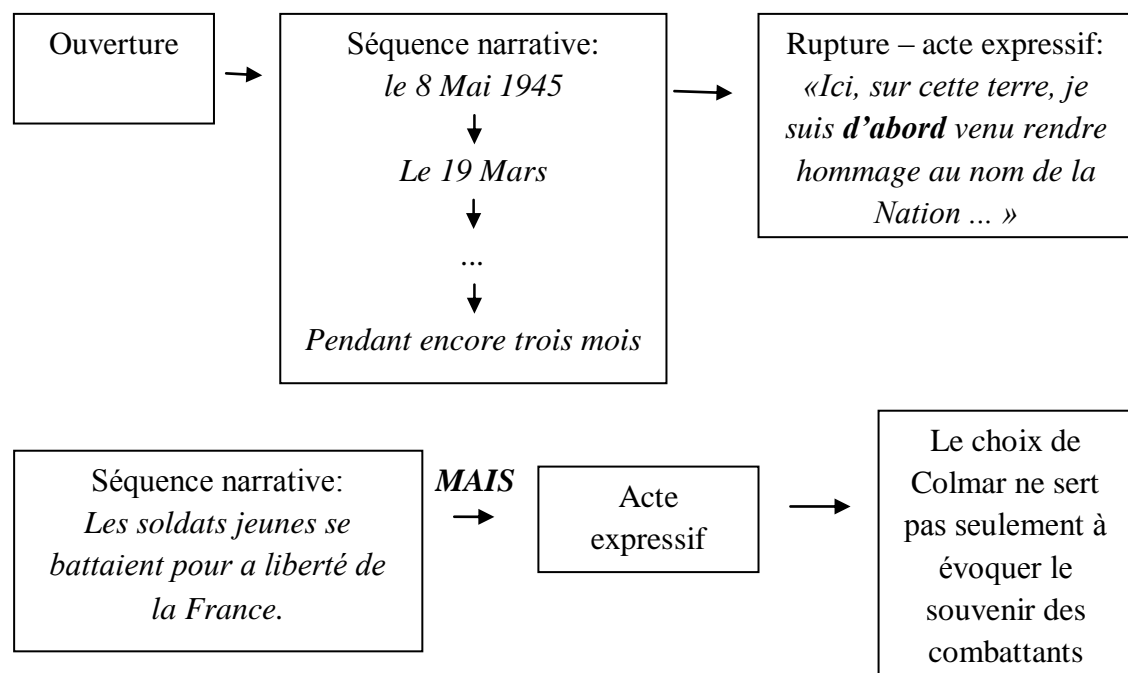 Ouverture
Séquence narrative:
le 8 Mai 1945
Le 19 Mars
...
Pendant encore trois mois
Rupture – acte expressif:
«Ici, sur cette terre, je
suis d’abord venu rendre
hommage au nom de la
Nation ... »
Séquence narrative:
Les soldats jeunes se
battaient pour a liberté de
la France.
MAIS
Acte
expressif
Le choix de
Colmar ne sert
pas seulement à
évoquer le
souvenir des
combattants